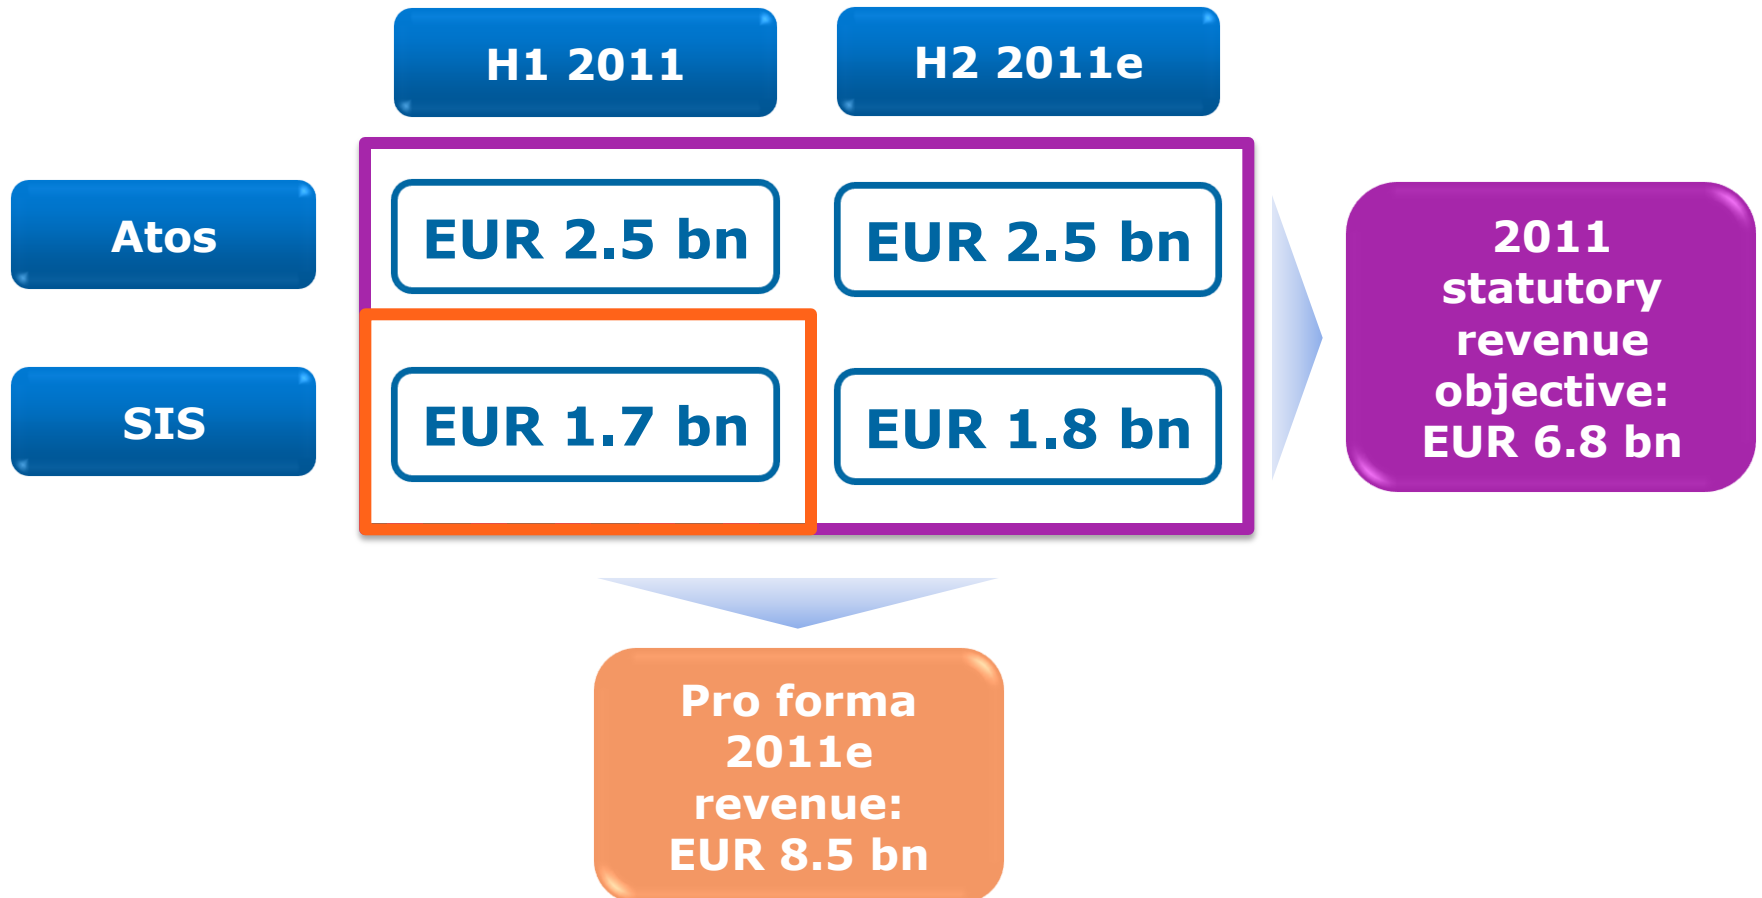 H1 2011
H2 2011e
Atos
EUR 2.5 bn
EUR 2.5 bn
SIS
EUR 1.7 bn
EUR 1.8 bn
2011
statutory
revenue
objective:
EUR 6.8 bn
Pro forma
2011e
revenue:
EUR 8.5 bn